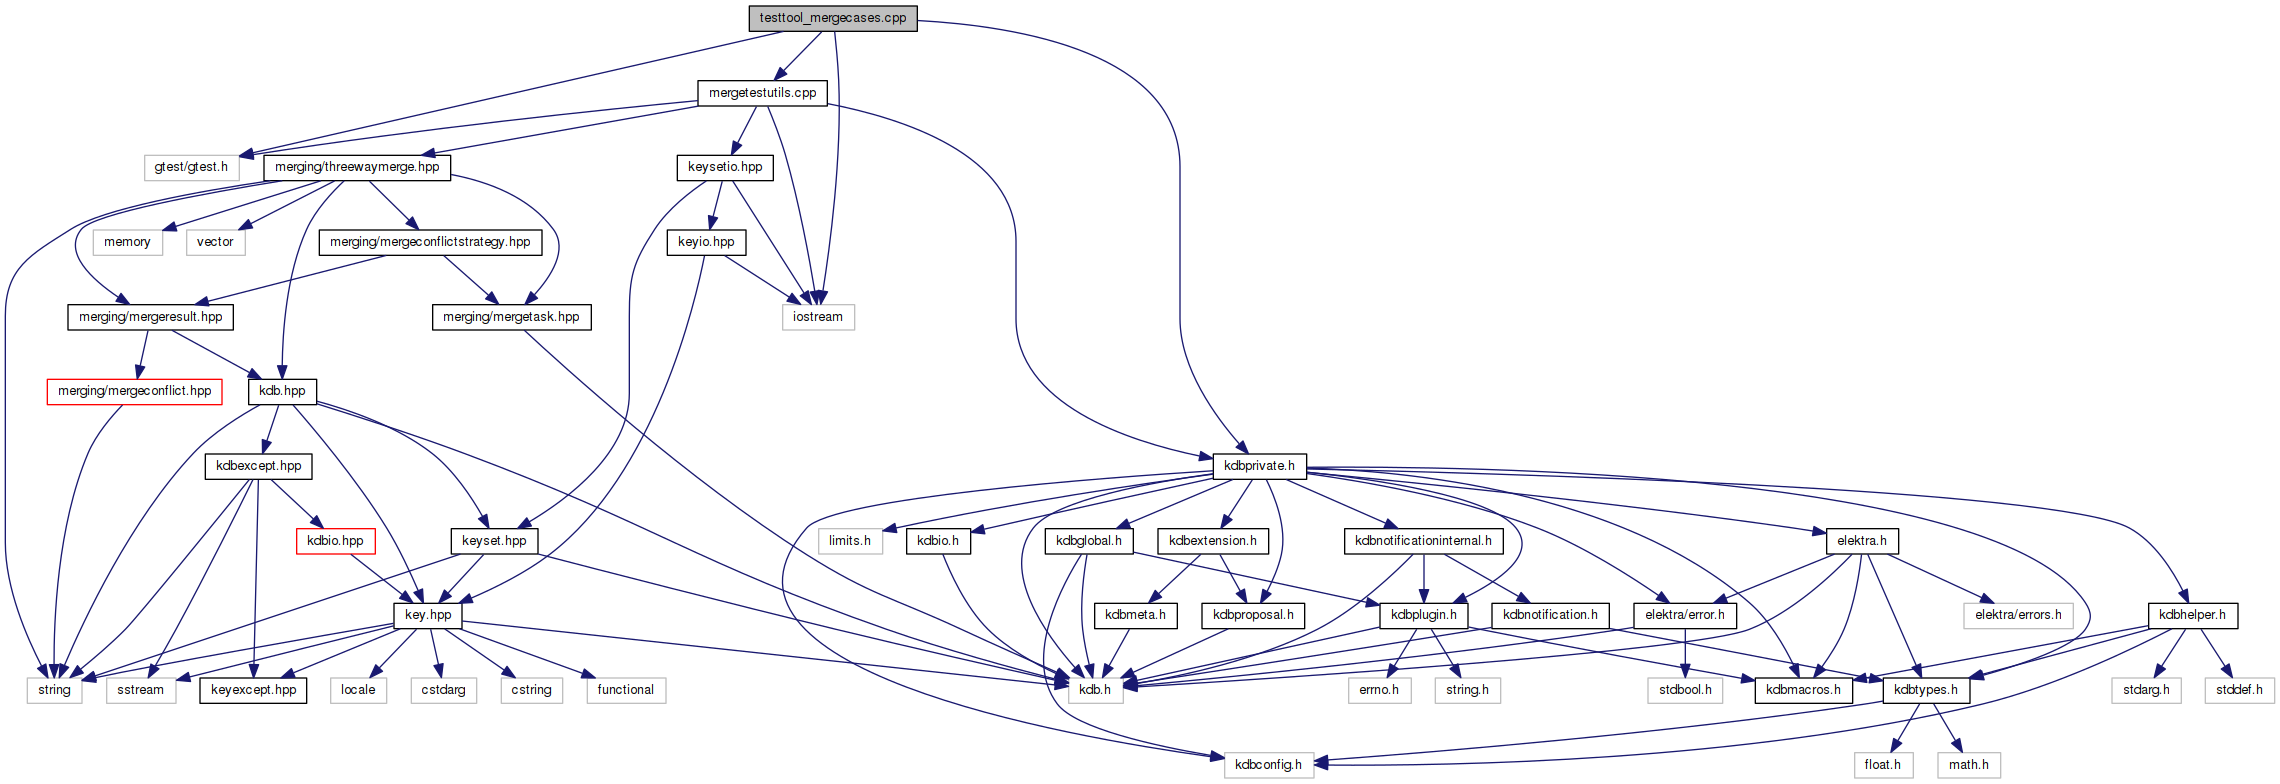 testtool_mergecases.cpp
mergetestutils.cpp
gtest/gtest.h
merging/threewaymerge.hpp
keysetio.hpp
memory
vector
merging/mergeconflictstrategy.hpp
keyio.hpp
merging/mergeresult.hpp
merging/mergetask.hpp
iostream
merging/mergeconflict.hpp
kdb.hpp
kdbexcept.hpp
kdbprivate.h
kdbio.hpp
keyset.hpp
limits.h
kdbio.h
kdbglobal.h
kdbextension.h
kdbnotificationinternal.h
elektra.h
key.hpp
kdbmeta.h
kdbproposal.h
kdbplugin.h
kdbnotification.h
elektra/error.h
elektra/errors.h
kdbhelper.h
string
sstream
keyexcept.hpp
locale
cstdarg
cstring
functional
kdb.h
errno.h
string.h
stdbool.h
kdbmacros.h
kdbtypes.h
stdarg.h
stddef.h
kdbconfig.h
float.h
math.h